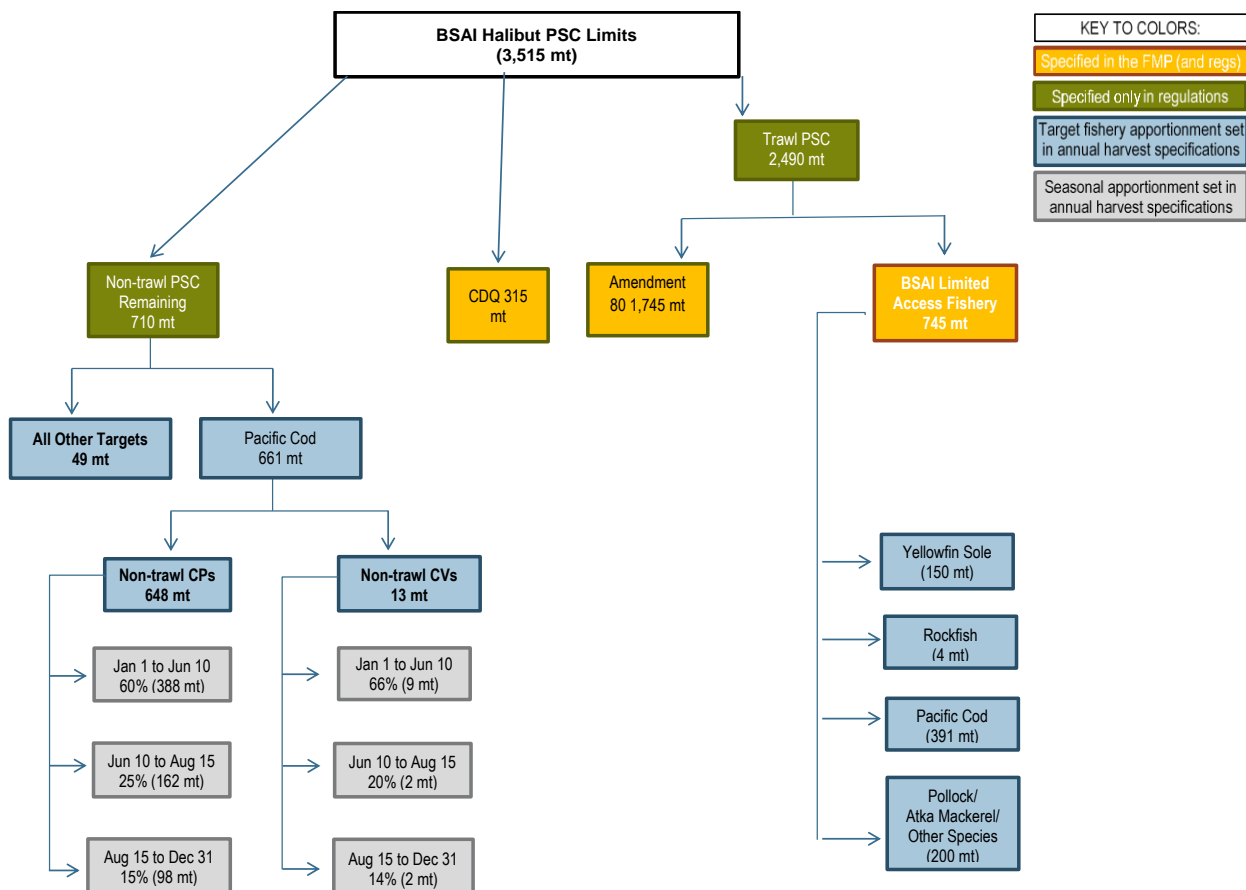 BSAI Halibut PSC Limits
(3,515 mt)
KEY TO COLORS:
Specified in the FMP (and regs)
Specified only in regulations
Target fishery apportionment set
in annual harvest specifications
Seasonal apportionment set in
annual harvest specifications
Trawl PSC
2,490 mt
Non-trawl PSC
Remaining
710 mt
CDQ 315
mt
Amendment
80 1,745 mt
BSAI Limited
Access Fishery
745 mt
All Other Targets
49 mt
Pacific Cod
661 mt
Non-trawl CPs
648 mt
Non-trawl CVs
13 mt
Jan 1 to Jun 10
60% (388 mt)
Jun 10 to Aug 15
25% (162 mt)
Aug 15 to Dec 31
15% (98 mt)
Jan 1 to Jun 10
66% (9 mt)
Jun 10 to Aug 15
20% (2 mt)
Aug 15 to Dec 31
14% (2 mt)
Yellowfin Sole
(150 mt)
Rockfish
(4 mt)
Pacific Cod
(391 mt)
Pollock/
Atka Mackerel/
Other Species
(200 mt)